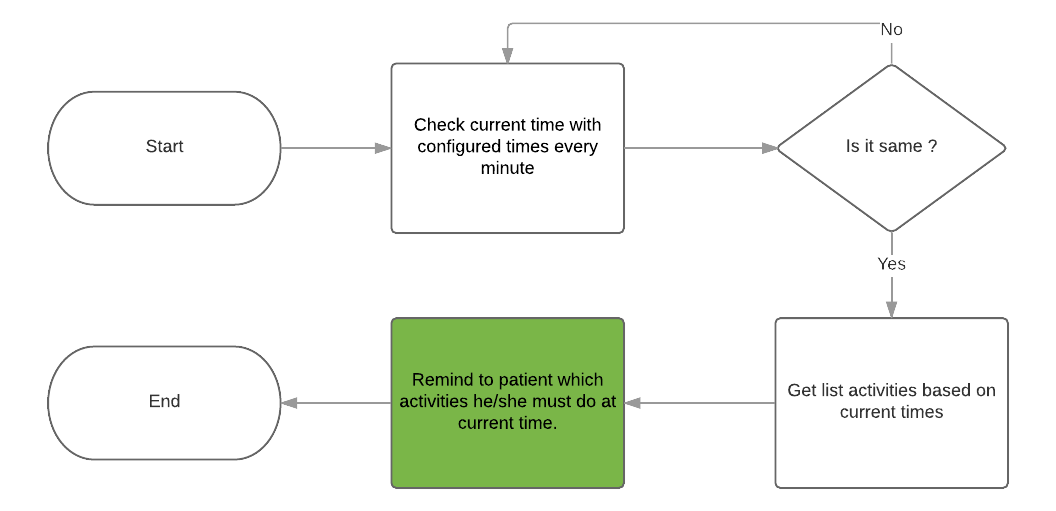 Start
Check current time with
configured times every
minute
Is it same ?
No
Yes
Get list activities based on
current times
Remind to patient which
activities he/she must do at
current time.
End